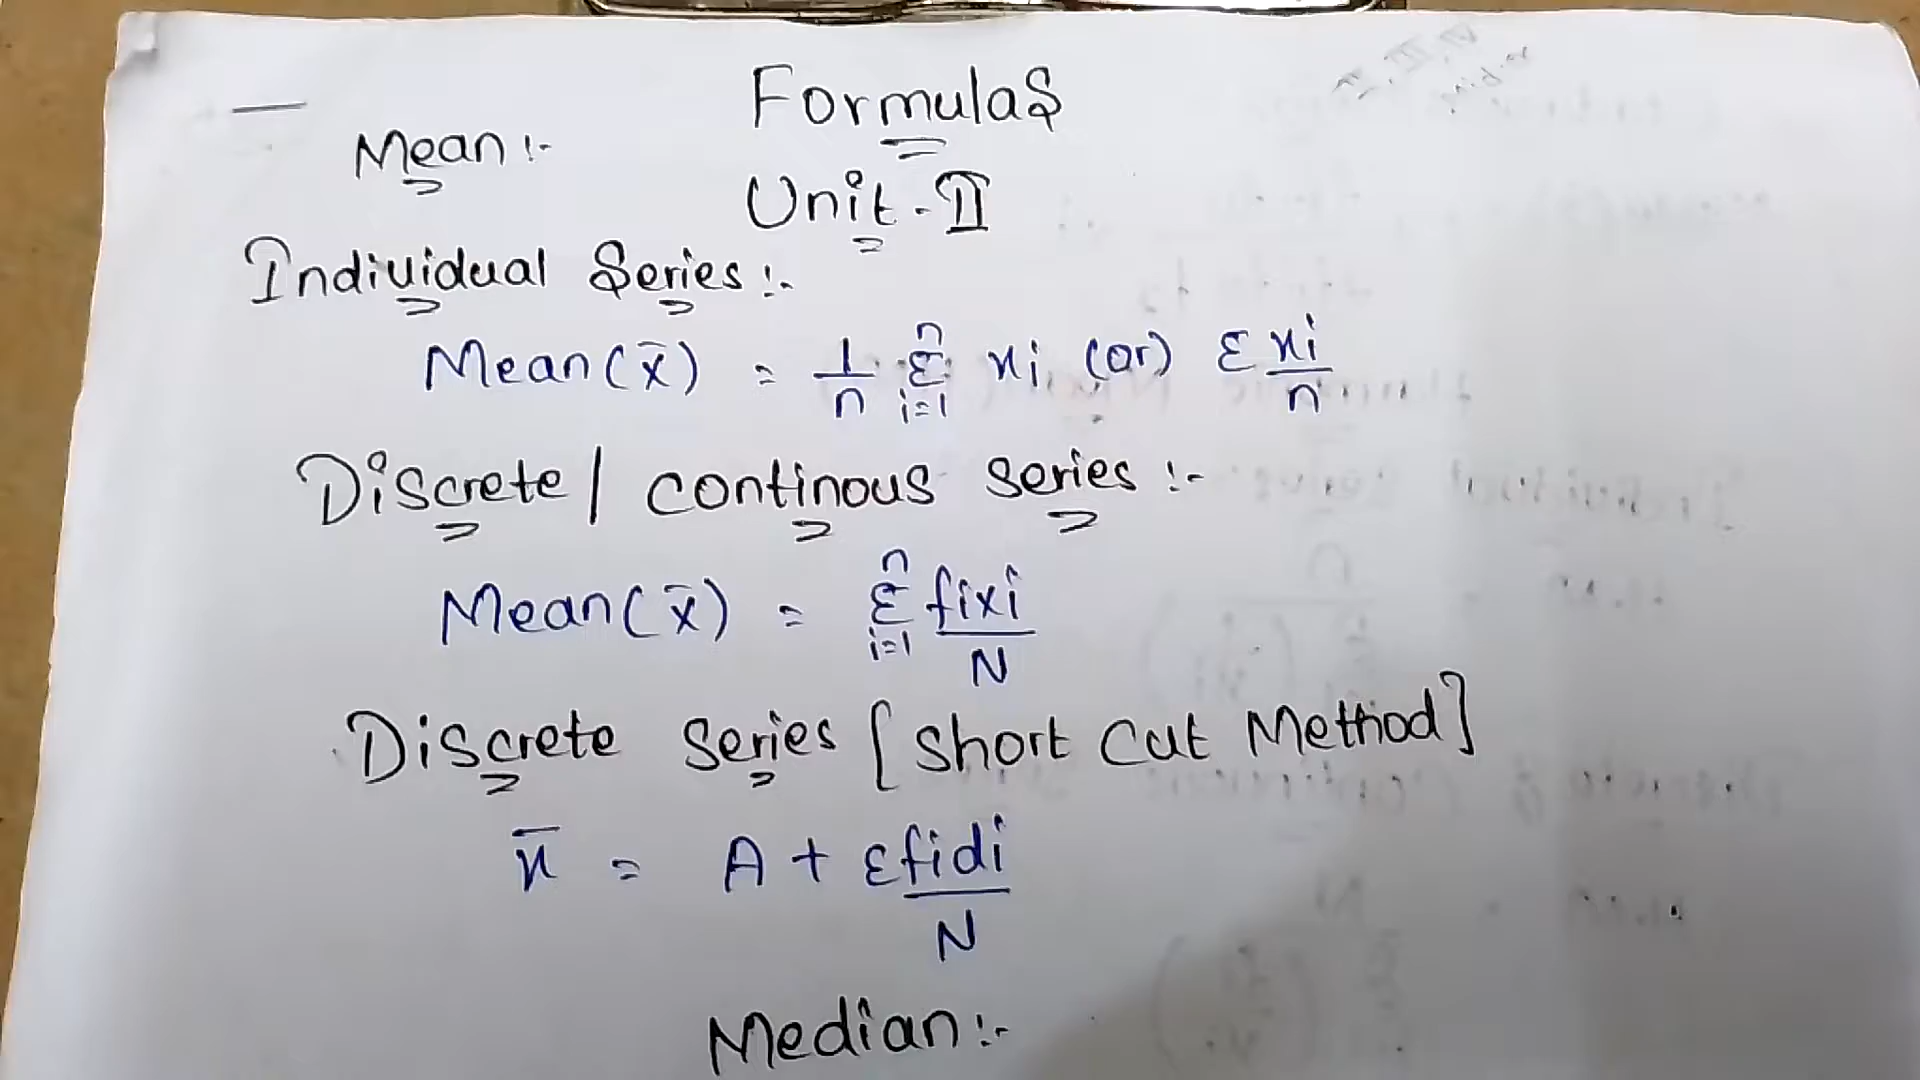 Formulas
Mean :-
Unit - II
Individual Series :-
Mean (x̄) = 1/n Σ_{i=1}^{n} xi (or) Σ xi/n
Discrete / continous series :-
Mean (x̄) = Σ_{i=1}^{n} fixi/N
Discrete Series [Short Cut Method]
x̄ = A + Σfidi/N
Median :-